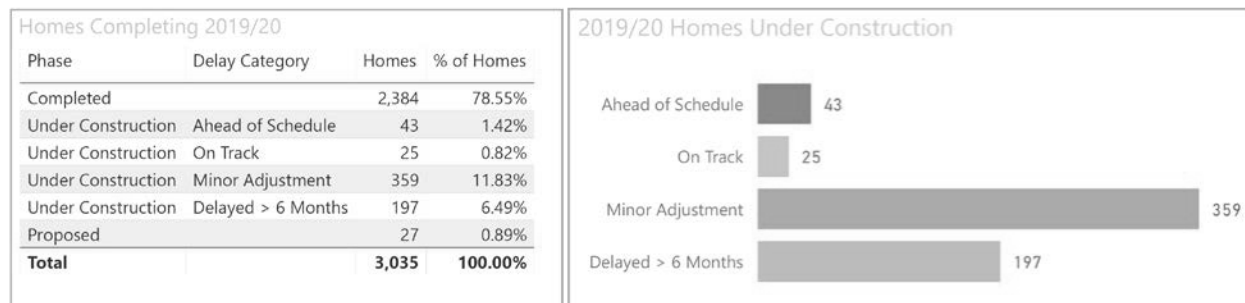 Homes Completing 2019/20
Phase Delay Category Homes % of Homes
Completed 2,384 78.55%
Under Construction Ahead of Schedule 43 1.42%
Under Construction On Track 25 0.82%
Under Construction Minor Adjustment 359 11.83%
Under Construction Delayed > 6 Months 197 6.49%
Proposed 27 0.89%
Total 3,035 100.00%
2019/20 Homes Under Construction
Ahead of Schedule 43
On Track 25
Minor Adjustment 359
Delayed > 6 Months 197